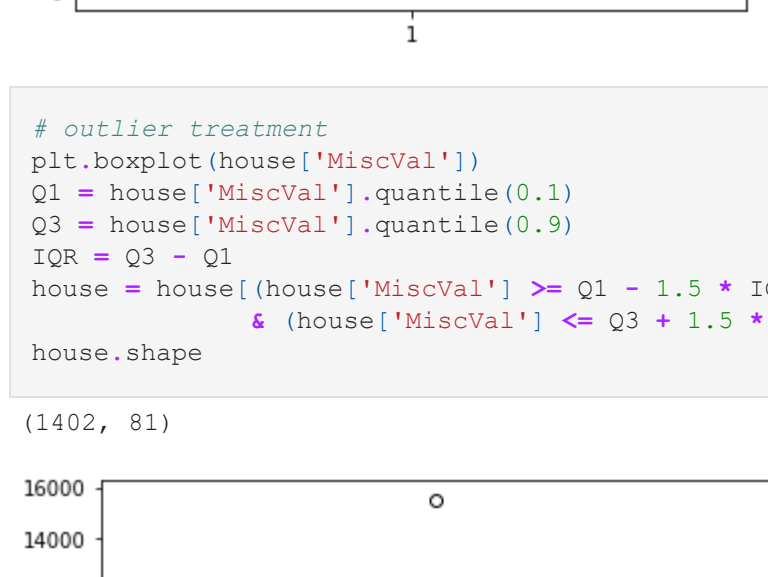 1
# outlier treatment
plt.boxplot(house['MiscVal'])
Q1 = house['MiscVal'].quantile(0.1)
Q3 = house['MiscVal'].quantile(0.9)
IQR = Q3 - Q1
house = house[(house['MiscVal'] >= Q1 - 1.5 * I
& (house['MiscVal'] <= Q3 + 1.5 *
house.shape
(1402, 81)
16000
14000